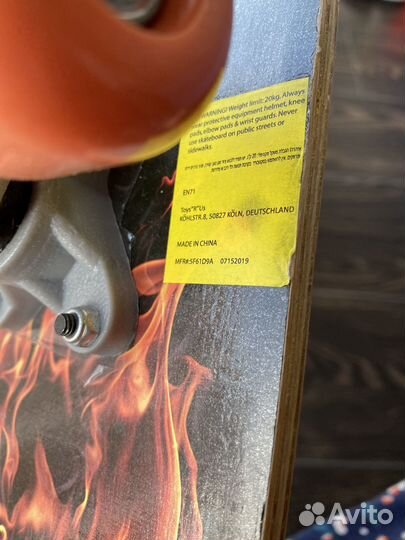 WARNING! Weight limit: 20kg. Always
wear protective equipment helmet, knee
pads, elbow pads & wrist guards. Never
use skateboard on public streets or
sidewalks.
EN71
Toys"R"Us
KÖHLSTR.8, 50827 KÖLN, DEUTSCHLAND
MADE IN CHINA
MFR#:5F61D9A 07152019
Avito